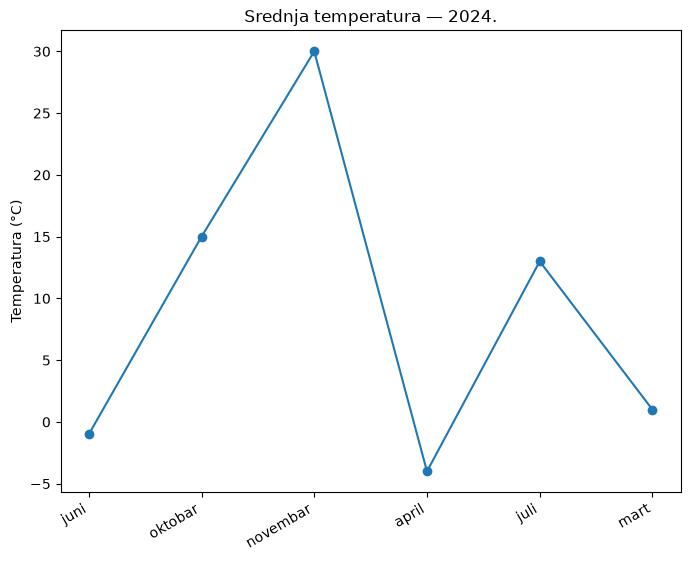 Srednja temperatura — 2024.
Temperatura (°C)
30
25
20
15
10
5
0
−5
juni
oktobar
novembar
april
juli
mart